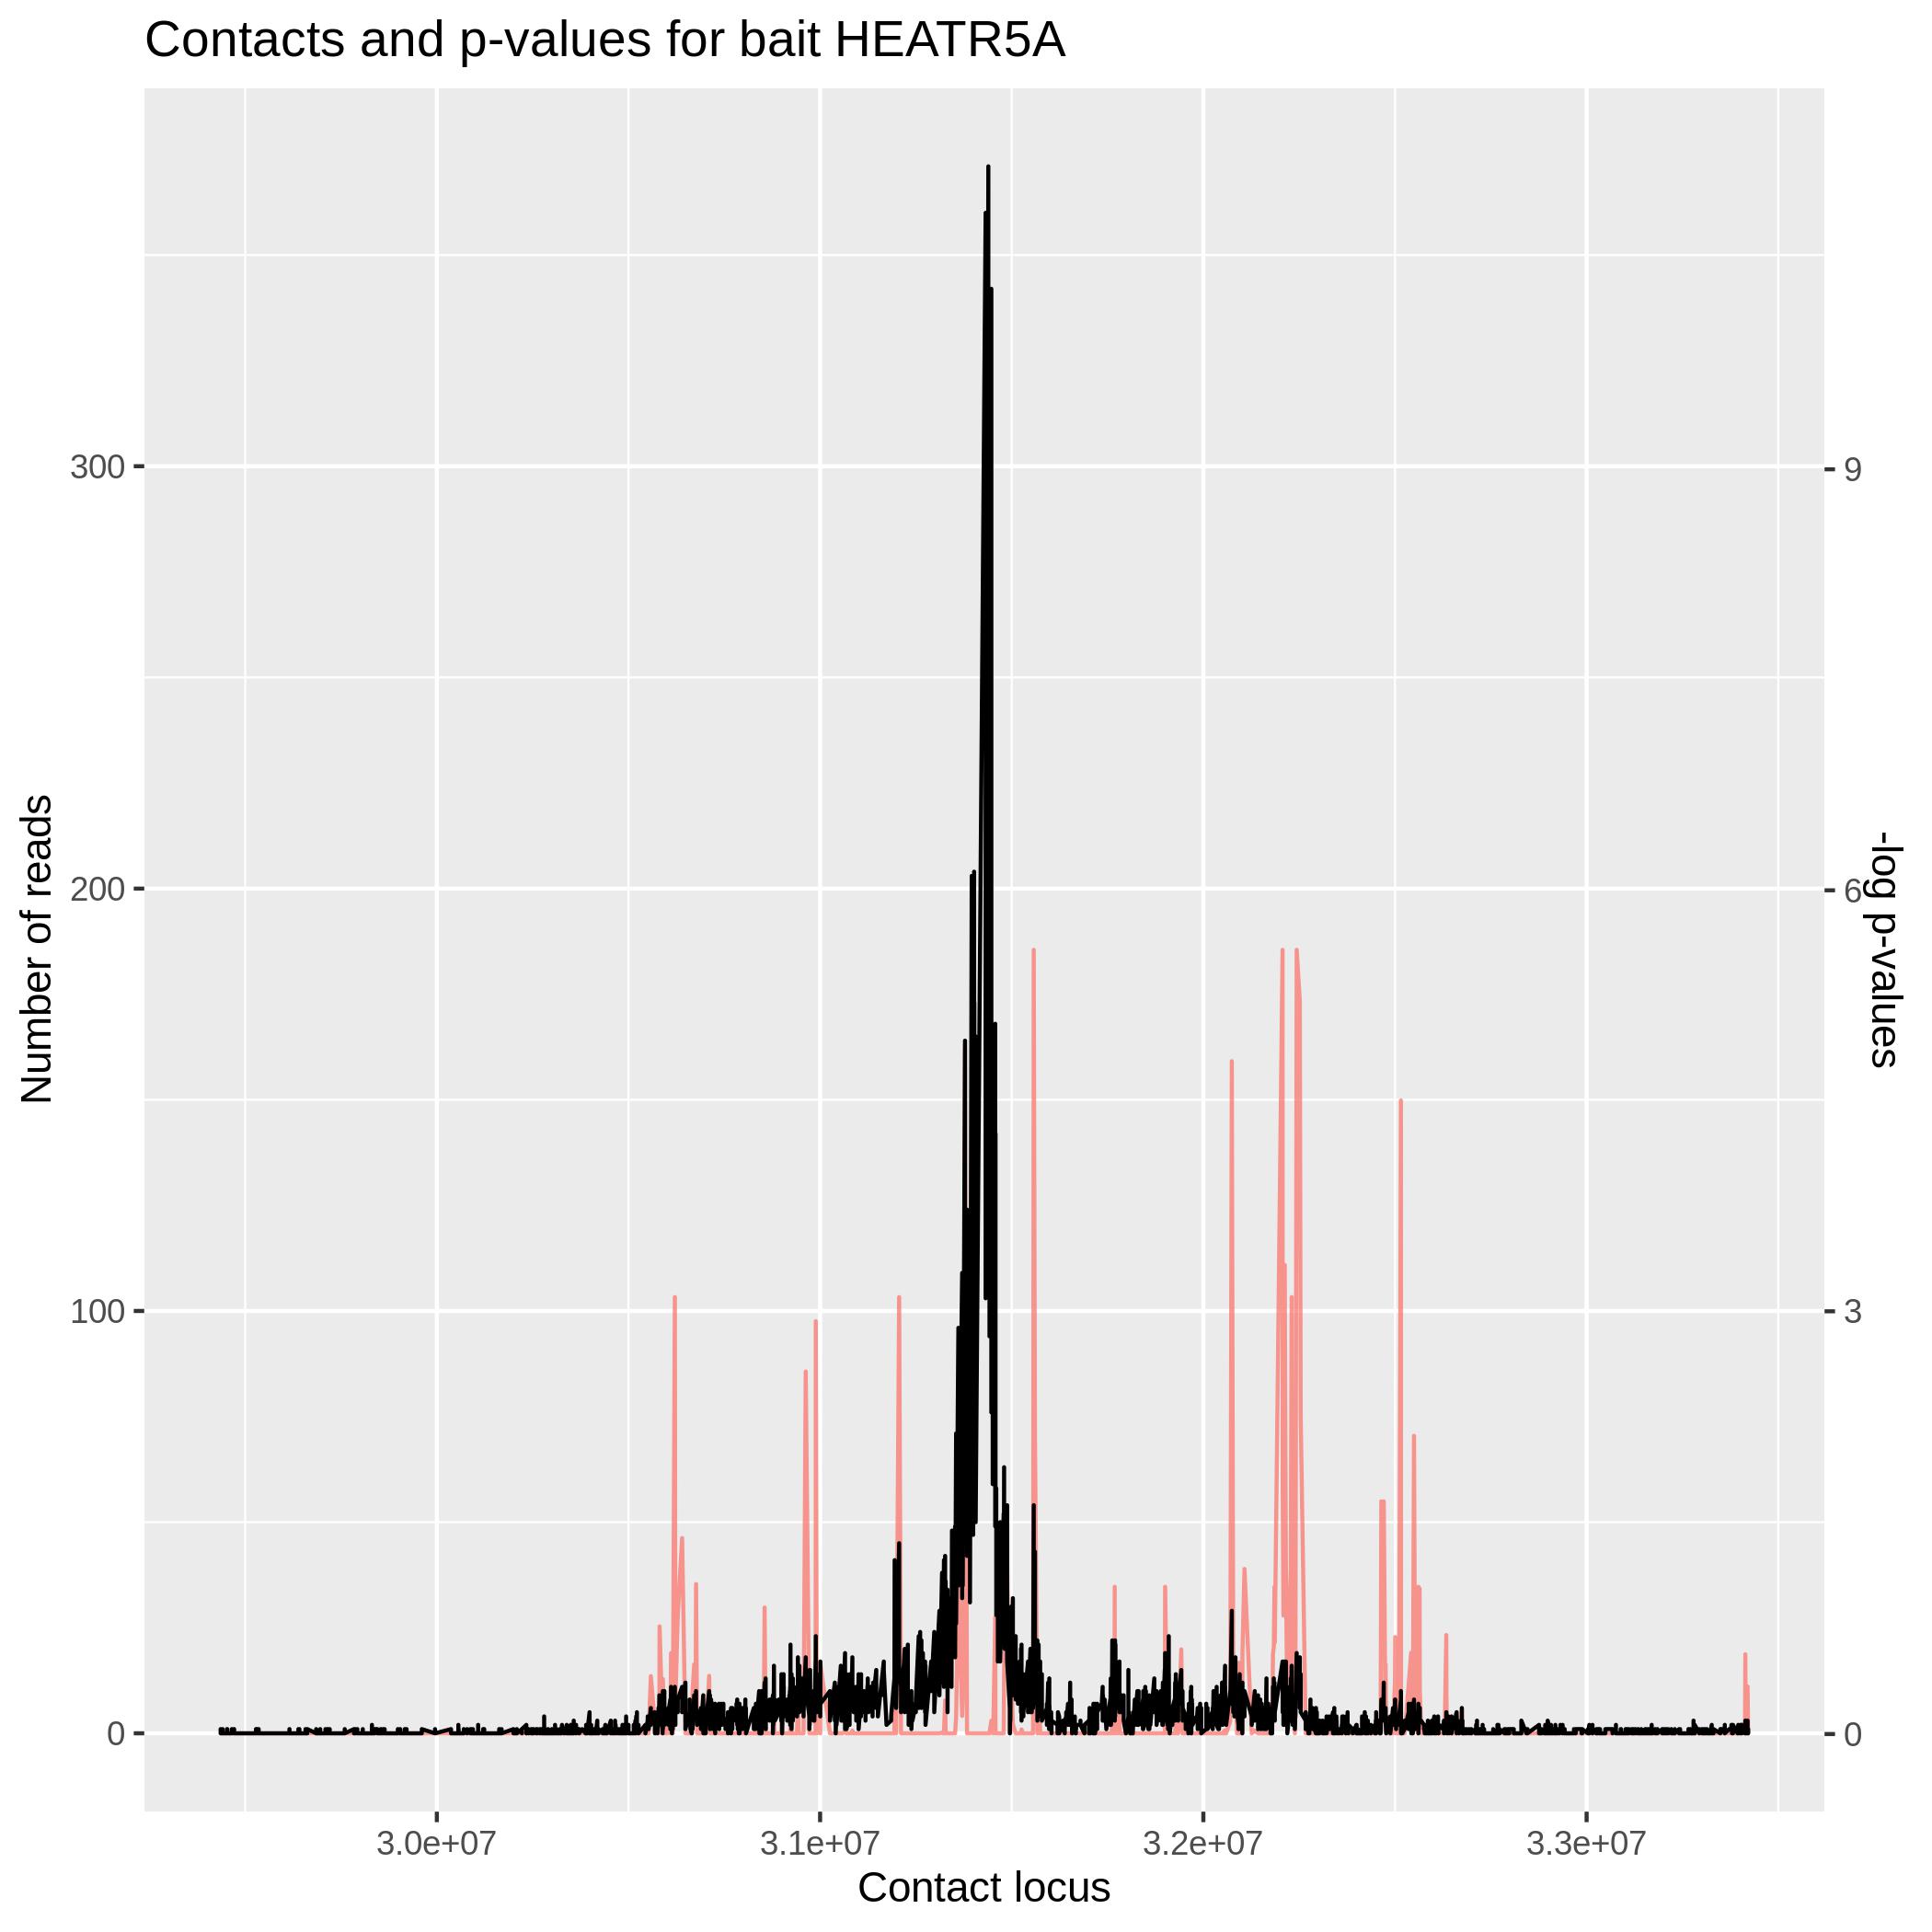 Contacts and p-values for bait HEATR5A
Number of reads
300
200
100
0
9
6
3
0
-log p-values
3.0e+07
3.1e+07
3.2e+07
3.3e+07
Contact locus